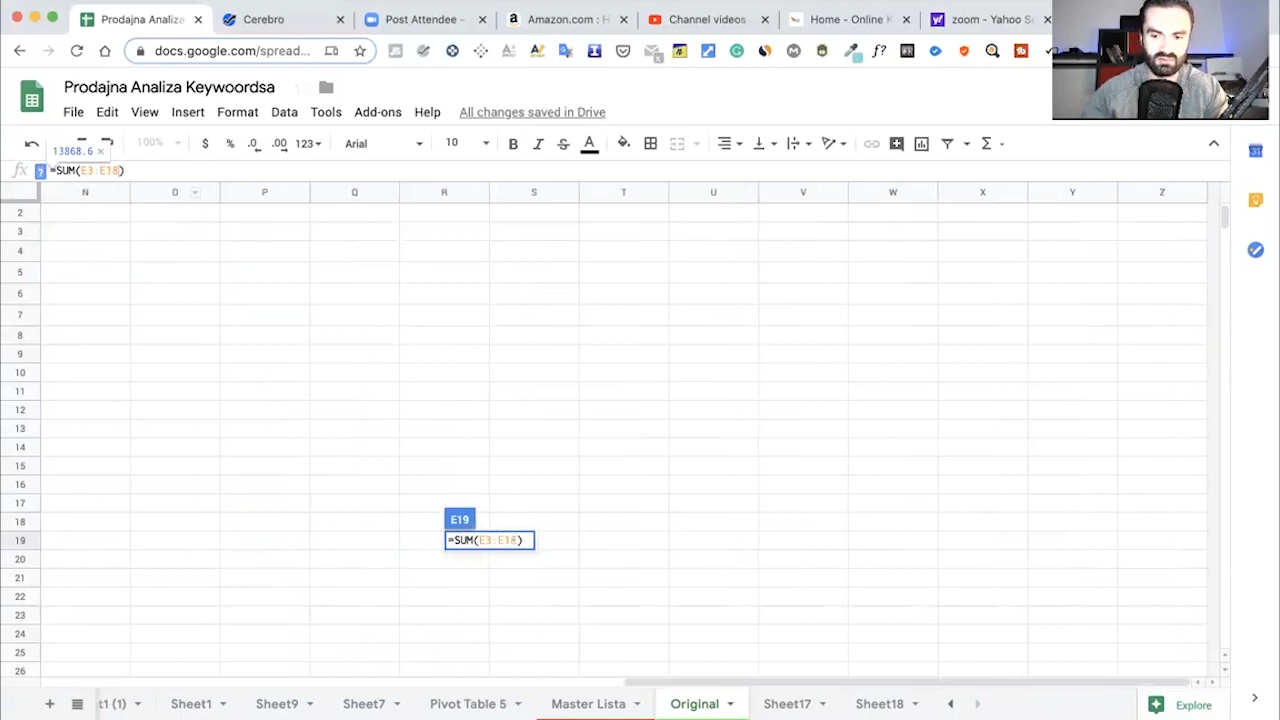 Prodajna Analiza
Cerebro
Post Attendee -
Amazon.com : H
Channel videos
Home - Online K
zoom - Yahoo S
docs.google.com/spread...
Prodajna Analiza Keywoordsa
File Edit View Insert Format Data Tools Add-ons Help All changes saved in Drive
100% $ % .0 .00 123 Arial 10 B I S A
13868.6 ×
fx ? =SUM(E3:E18)
N O P Q R S T U V W X Y Z
2
3
4
5
6
7
8
9
10
11
12
13
14
15
16
17
18
E19
19
=SUM(E3:E18)
20
21
22
23
24
25
26
t1 (1) Sheet1 Sheet9 Sheet7 Pivot Table 5 Master Lista Original Sheet17 Sheet18 Explore